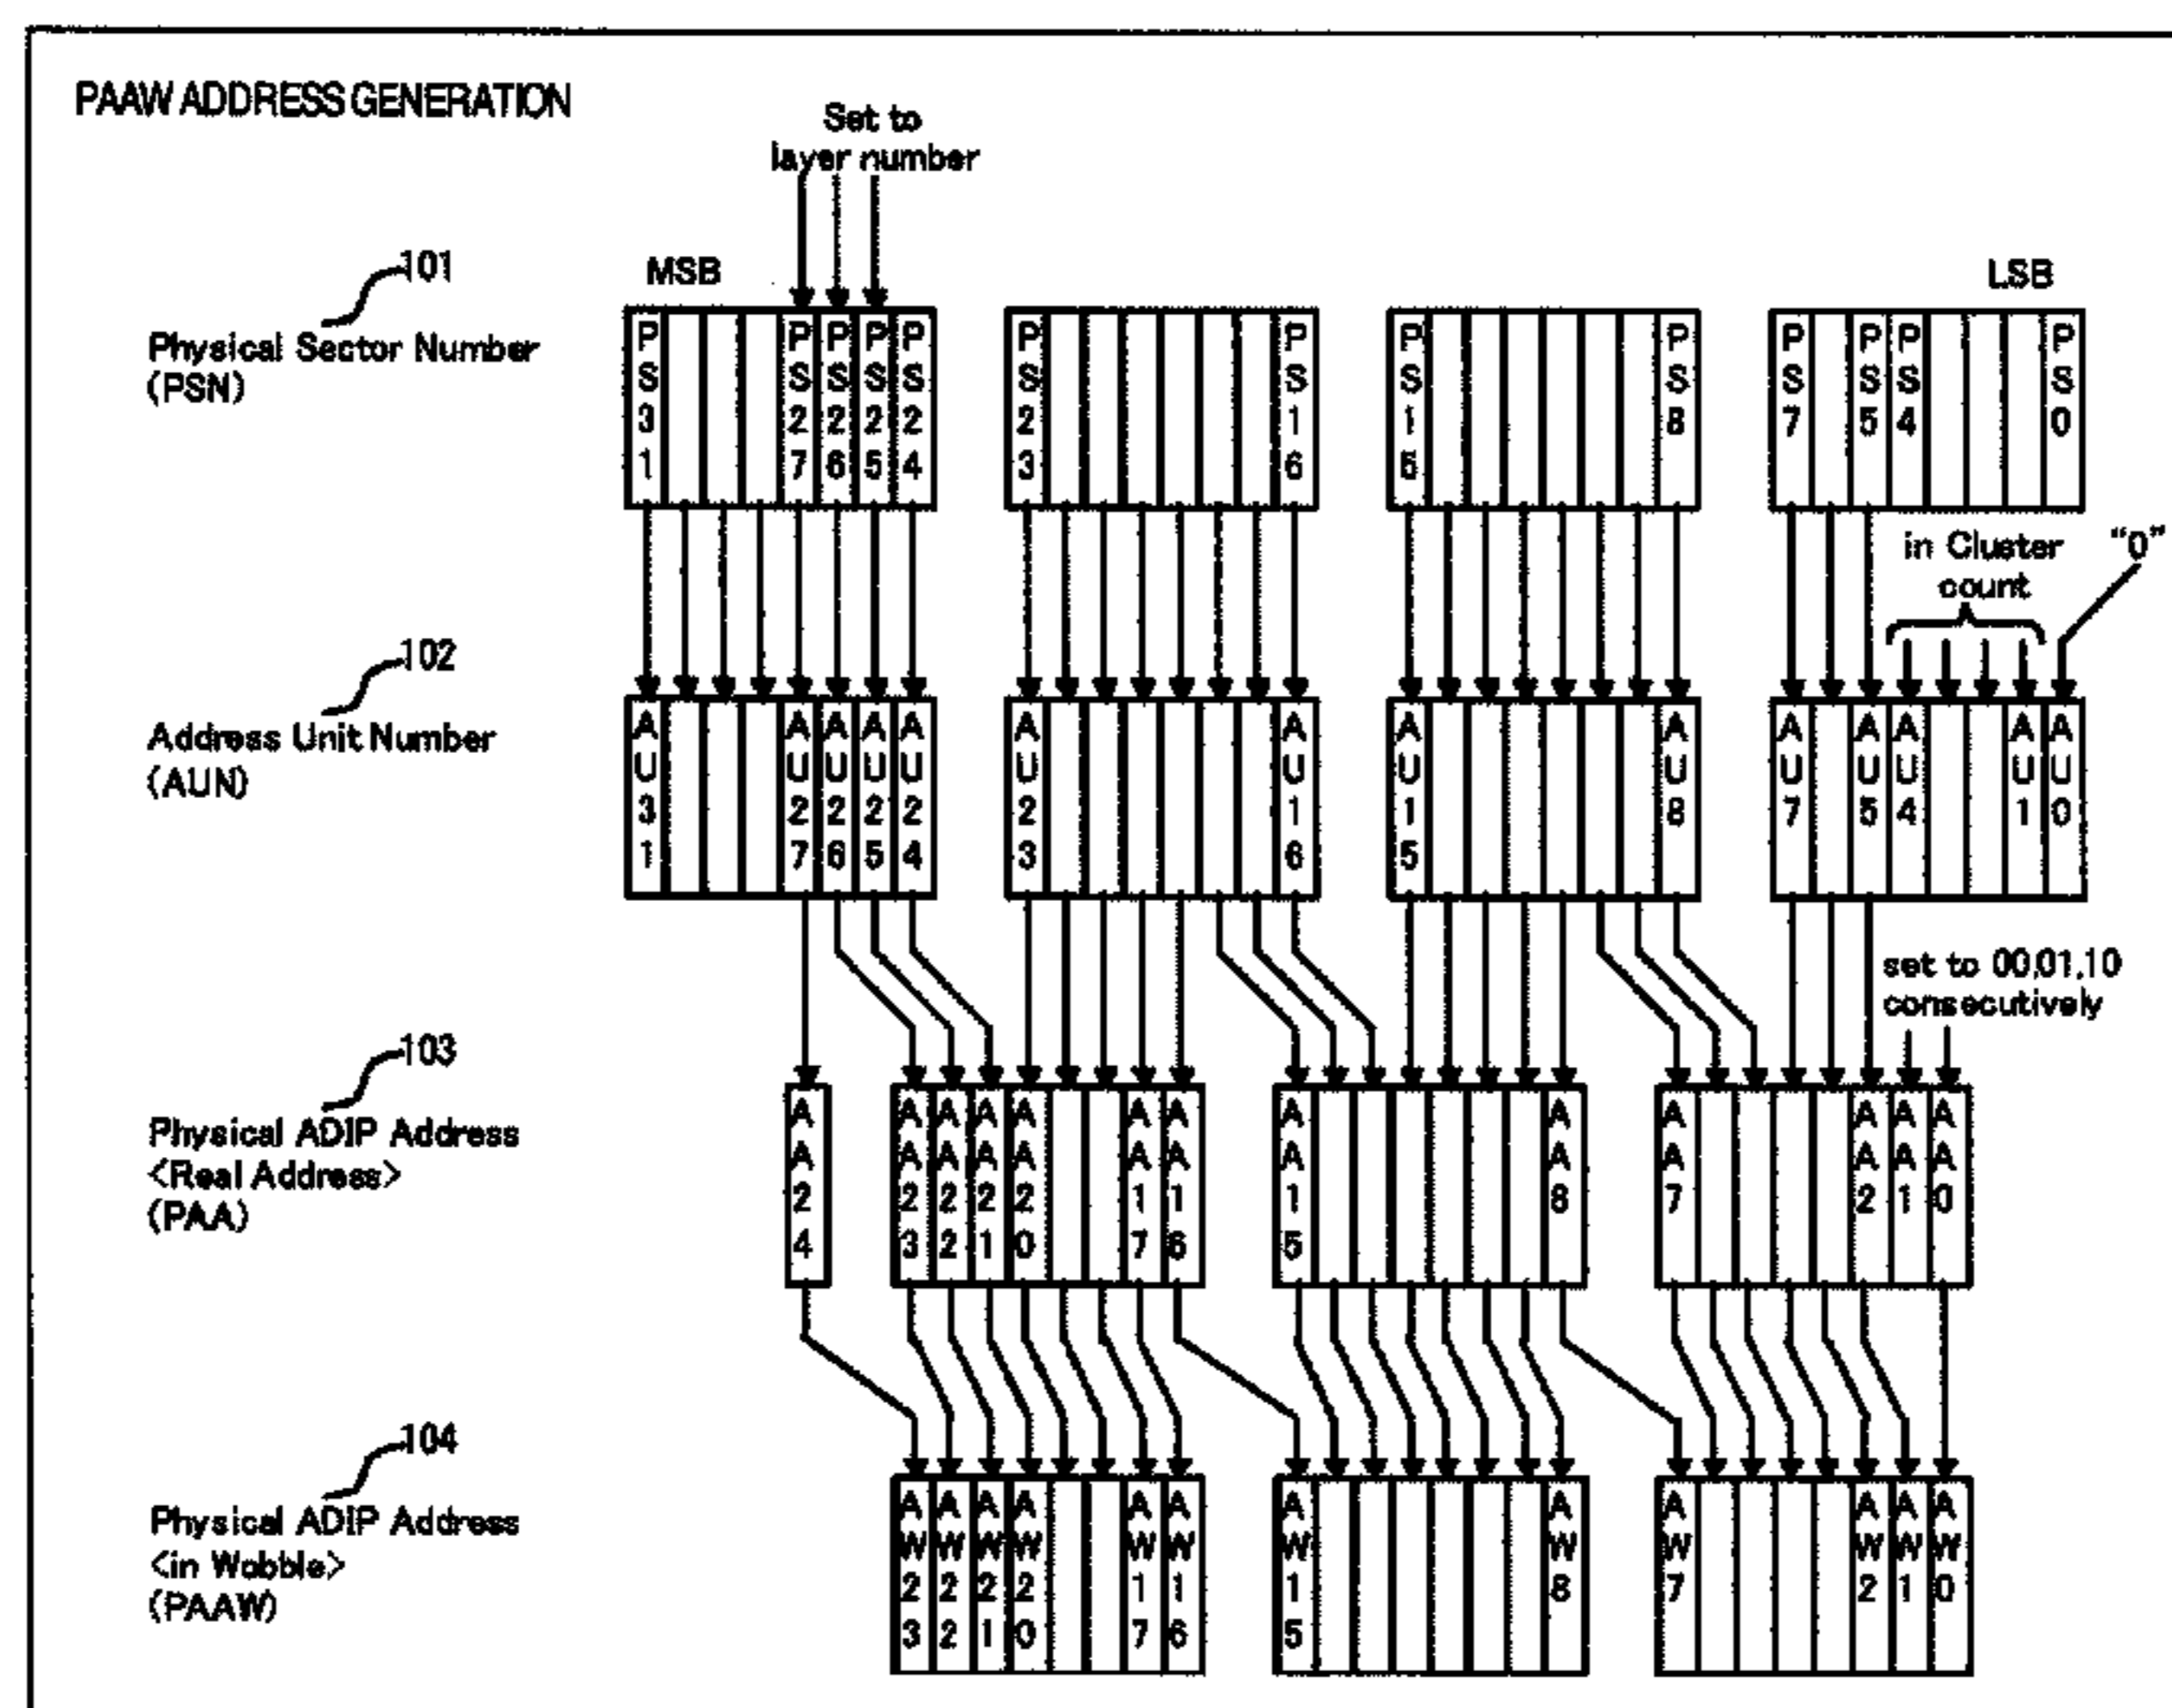 PAAW ADDRESS GENERATION
Set to
layer number
101
MSB
LSB
Physical Sector Number
(PSN)
PS31 PS27 PS26 PS25 PS24 PS23 PS16 PS15 PS8 PS7 PS5 PS4 PS0
in Cluster
count
"0"
102
Address Unit Number
(AUN)
AU31 AU27 AU26 AU25 AU24 AU23 AU16 AU15 AU8 AU7 AU5 AU4 AU1 AU0
set to 00,01,10
consecutively
103
Physical ADIP Address
<Real Address>
(PAA)
AA24 AA23 AA22 AA21 AA20 AA17 AA16 AA15 AA8 AA7 AA2 AA1 AA0
104
Physical ADIP Address
<in Wobble>
(PAAW)
AW23 AW22 AW21 AW20 AW17 AW16 AW15 AW8 AW7 AW2 AW1 AW0